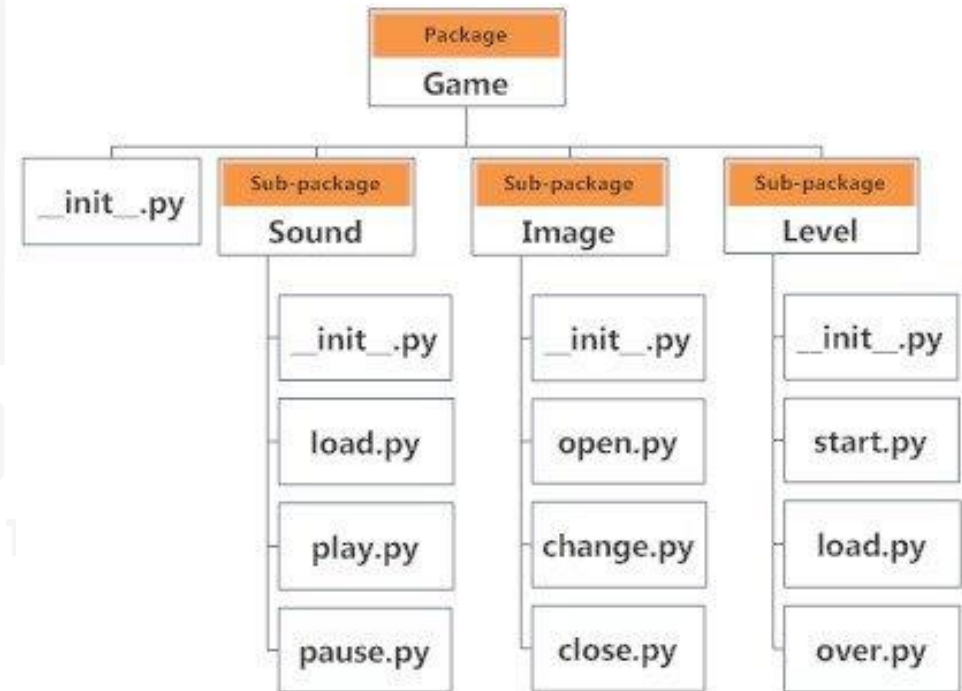 Package
Game
__init__.py
Sub-package
Sound
Sub-package
Image
Sub-package
Level
__init__.py
load.py
play.py
pause.py
__init__.py
open.py
change.py
close.py
__init__.py
start.py
load.py
over.py